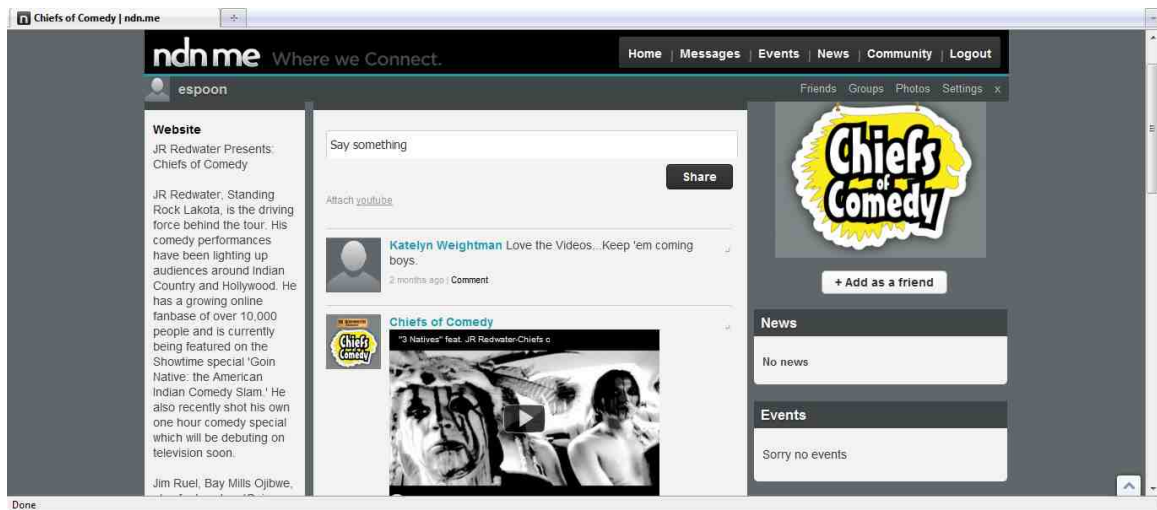 Chiefs of Comedy | ndn.me
ndn me Where we Connect.
Home | Messages | Events | News | Community | Logout
espoon
Friends Groups Photos Settings x
Website
JR Redwater Presents:
Chiefs of Comedy
JR Redwater, Standing
Rock Lakota, is the driving
force behind the tour. His
comedy performances
have been lighting up
audiences around Indian
Country and Hollywood. He
has a growing online
fanbase of over 10,000
people and is currently
being featured on the
Showtime special 'Goin
Native: the American
Indian Comedy Slam.' He
also recently shot his own
one hour comedy special
which will be debuting on
television soon.
Jim Ruel, Bay Mills Ojibwe,
Say something
Share
Attach youtube
Katelyn Weightman Love the Videos...Keep 'em coming
boys.
2 months ago | Comment
Chiefs of Comedy
Chiefs
of
Comedy
"3 Natives" feat. JR Redwater-Chiefs c
Chiefs
of
Comedy
+ Add as a friend
News
No news
Events
Sorry no events
Done